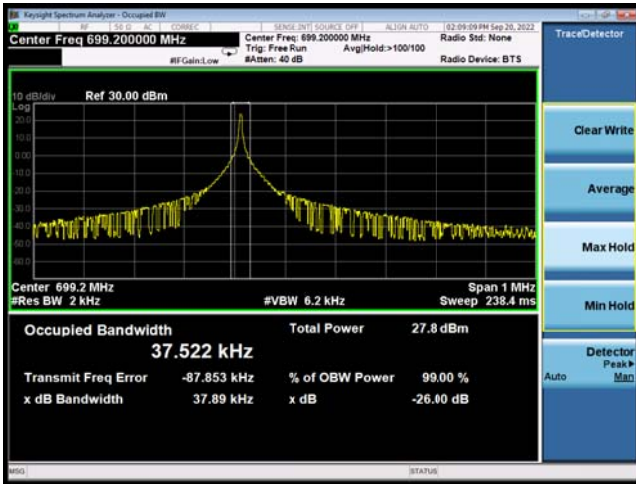 Keysight Spectrum Analyzer - Occupied BW
RF 50 Ω AC CORREC SENSE:INT SOURCE OFF ALIGN AUTO 02:09:09 PM Sep 20, 2022
Center Freq 699.200000 MHz
Center Freq: 699.200000 MHz
Radio Std: None
Trig: Free Run Avg|Hold:>100/100
#IFGain:Low #Atten: 40 dB Radio Device: BTS
Trace/Detector
10 dB/div Ref 30.00 dBm
Log
20.0
10.0
0.00
-10.0
-20.0
-30.0
-40.0
-50.0
-60.0
Center 699.2 MHz Span 1 MHz
#Res BW 2 kHz #VBW 6.2 kHz Sweep 238.4 ms
Occupied Bandwidth Total Power 27.8 dBm
37.522 kHz
Transmit Freq Error -87.853 kHz % of OBW Power 99.00 %
x dB Bandwidth 37.89 kHz x dB -26.00 dB
Clear Write
Average
Max Hold
Min Hold
Detector
Peak▶
Auto Man
MSG STATUS